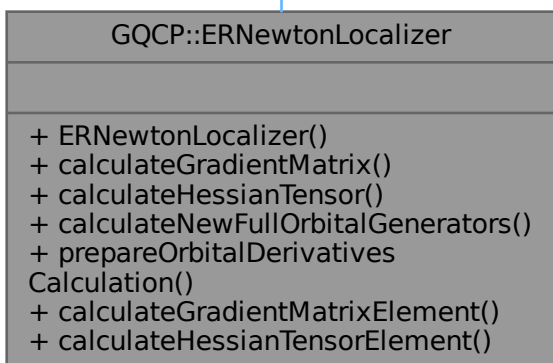 GQCP::ERNewtonLocalizer
+ ERNewtonLocalizer()
+ calculateGradientMatrix()
+ calculateHessianTensor()
+ calculateNewFullOrbitalGenerators()
+ prepareOrbitalDerivatives
Calculation()
+ calculateGradientMatrixElement()
+ calculateHessianTensorElement()